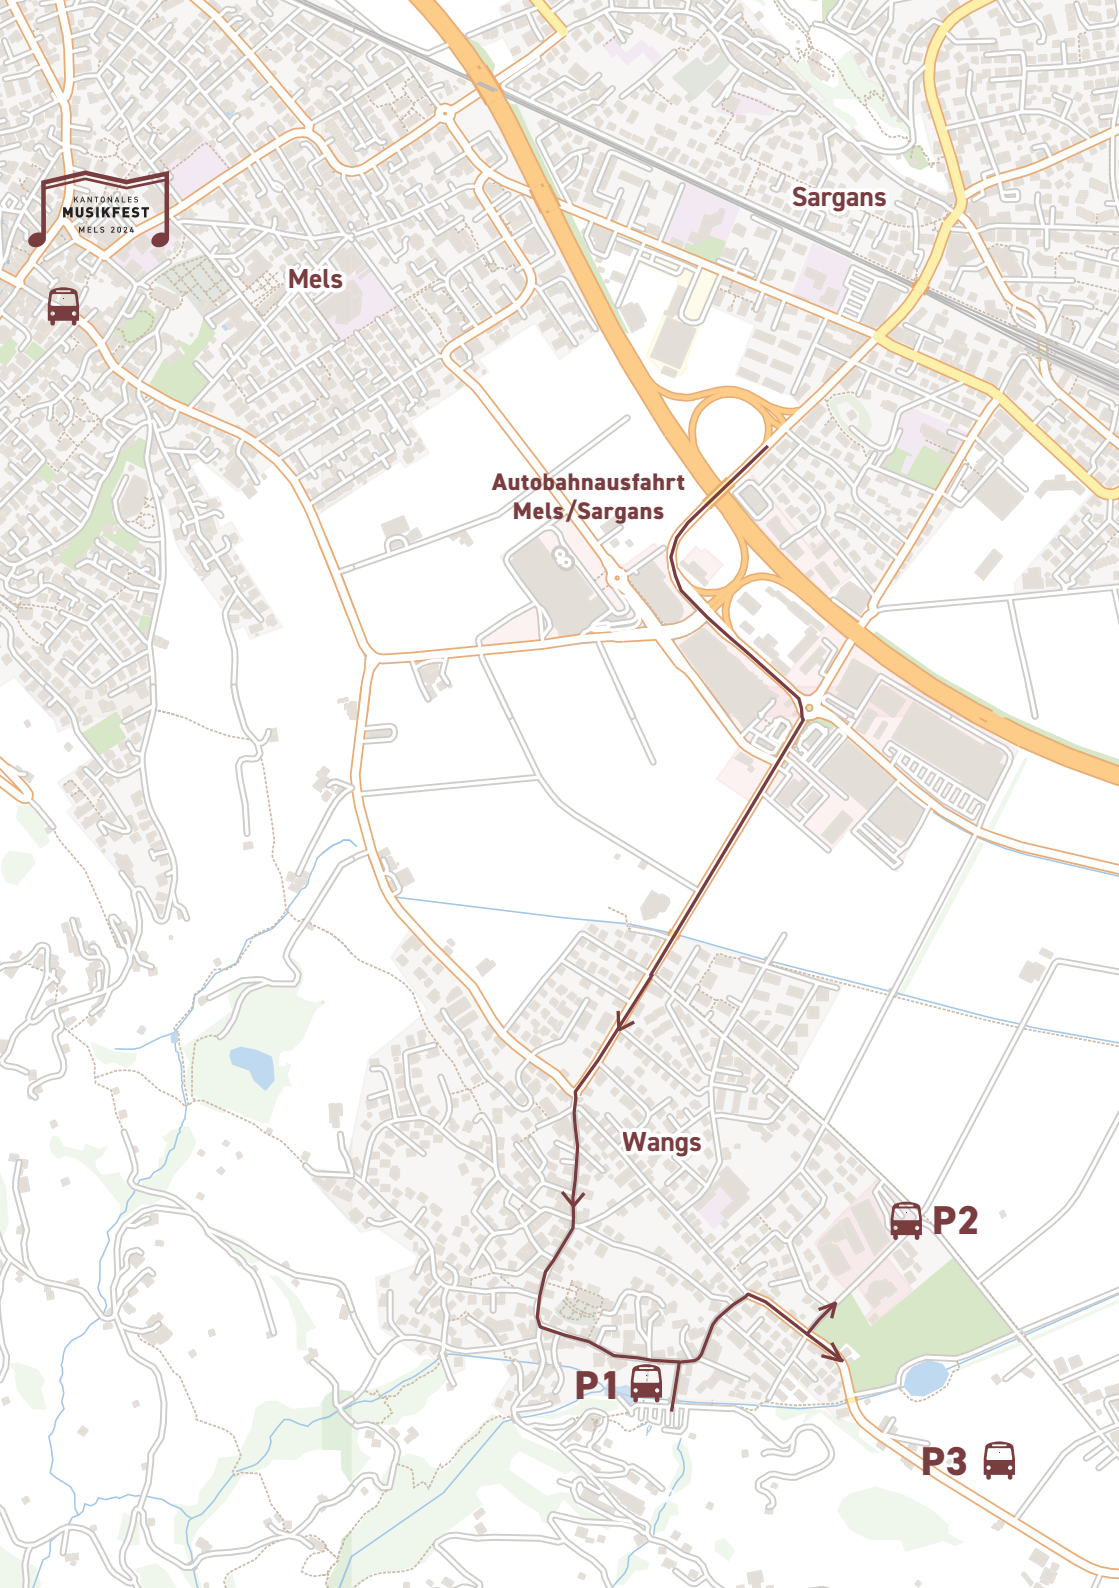 Sargans
KANTONALES
MUSIKFEST
MELS 2024
Mels
Autobahnausfahrt
Mels/Sargans
Wangs
P2
P1
P3